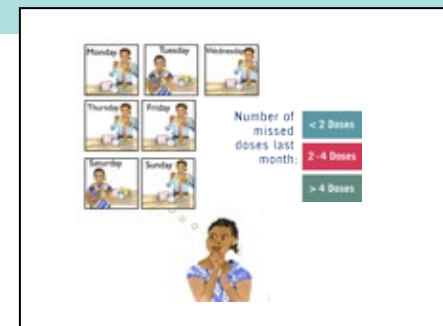 Monday
Tuesday
Wednesday
Thursday
Friday
Saturday
Sunday
Number of
missed
doses last
month:
< 2 Doses
2-4 Doses
> 4 Doses